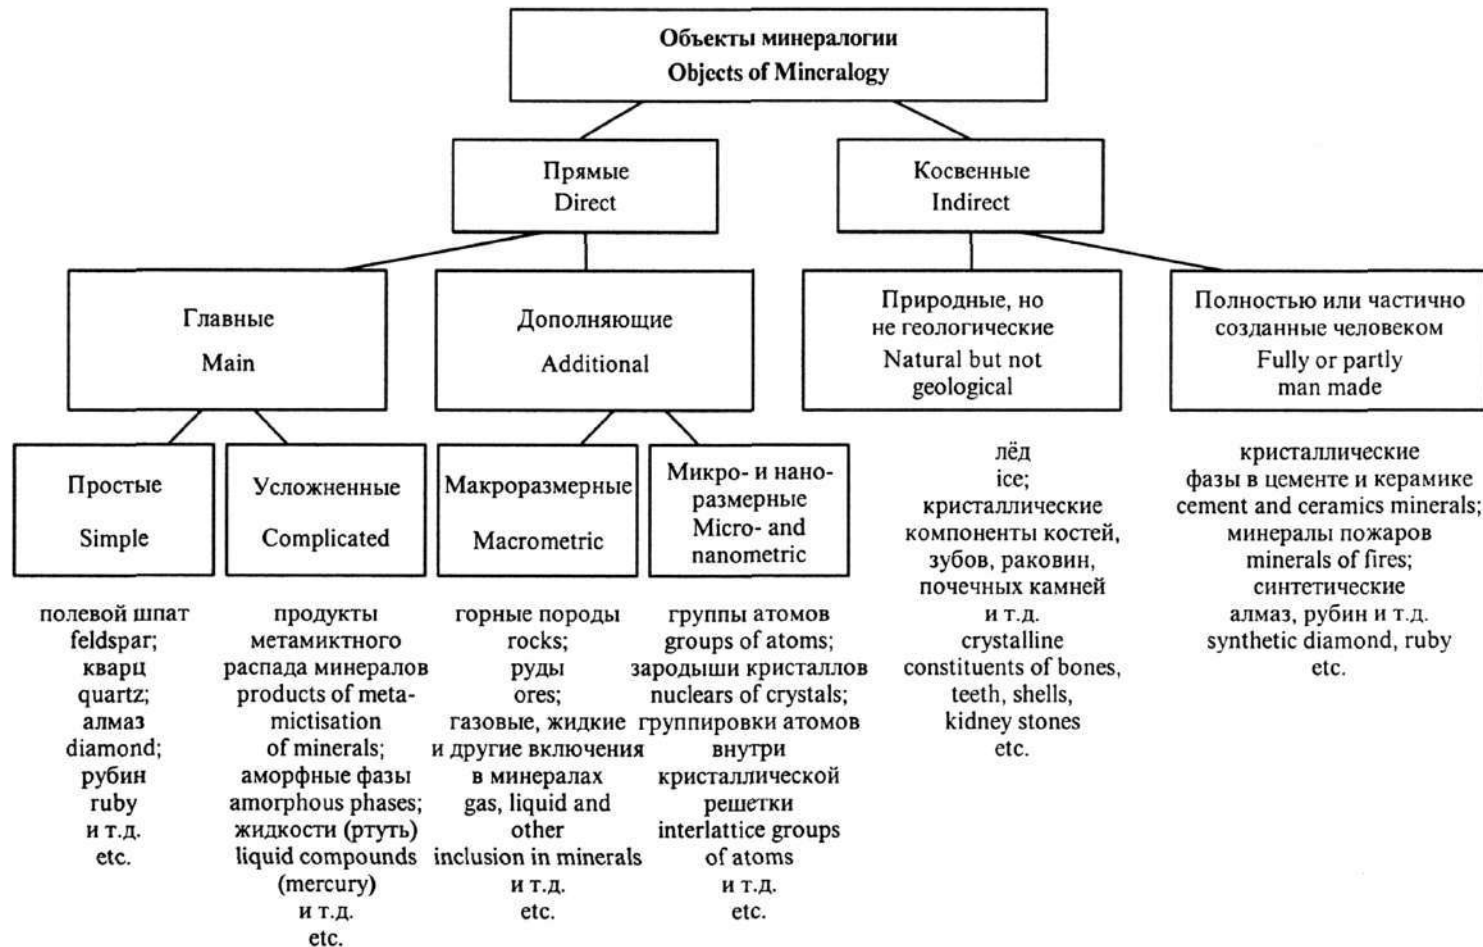 Объекты минералогии
Objects of Mineralogy
Прямые
Direct
Косвенные
Indirect
Главные
Main
Дополняющие
Additional
Природные, но
не геологические
Natural but not
geological
Полностью или частично
созданные человеком
Fully or partly
man made
Простые
Simple
Усложненные
Complicated
Макроразмерные
Macrometric
Микро- и нано-
размерные
Micro- and
nanometric
полевой шпат
feldspar;
кварц
quartz;
алмаз
diamond;
рубин
ruby
и т.д.
etc.
продукты
метамиктного
распада минералов
products of meta-
mictisation
of minerals;
аморфные фазы
amorphous phases;
жидкости (ртуть)
liquid compounds
(mercury)
и т.д.
etc.
горные породы
rocks;
руды
ores;
газовые, жидкие
и другие включения
в минералах
gas, liquid and
other
inclusion in minerals
и т.д.
etc.
группы атомов
groups of atoms;
зародыши кристаллов
nuclears of crystals;
группировки атомов
внутри
кристаллической
решетки
interlattice groups
of atoms
и т.д.
etc.
лёд
ice;
кристаллические
компоненты костей,
зубов, раковин,
почечных камней
и т.д.
crystalline
constituents of bones,
teeth, shells,
kidney stones
etc.
кристаллические
фазы в цементе и керамике
cement and ceramics minerals;
минералы пожаров
minerals of fires;
синтетические
алмаз, рубин и т.д.
synthetic diamond, ruby
etc.